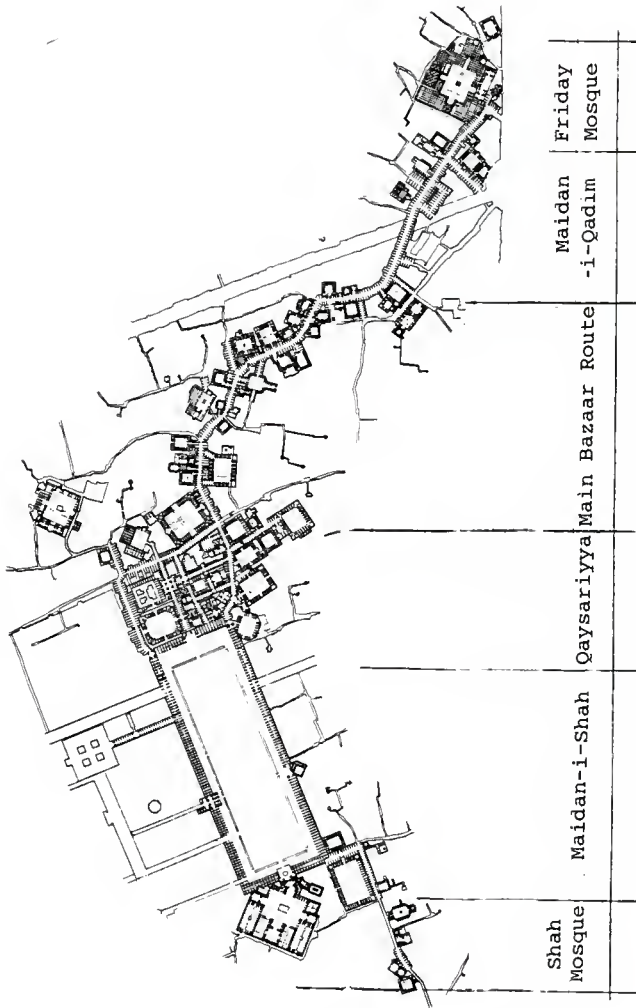 Friday
Mosque
Maidan
-i-Qadim
Main Bazaar Route
Qaysariyya
Maidan-i-Shah
Shah
Mosque